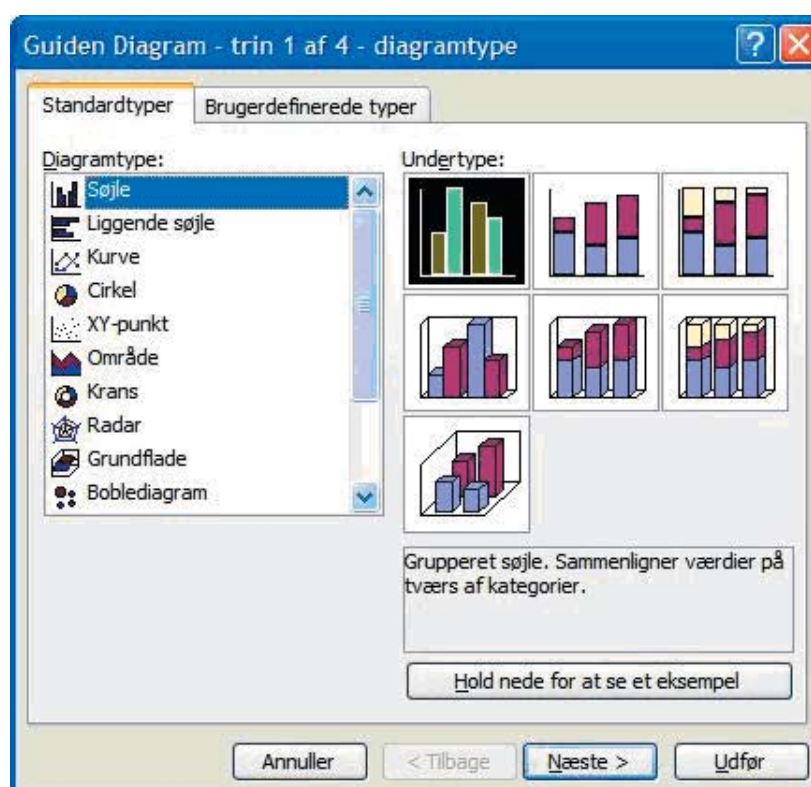 Guiden Diagram - trin 1 af 4 - diagramtype
Standardtyper
Brugerdefinerede typer
Diagramtype:
Søjle
Liggende søjle
Kurve
Cirkel
XY-punkt
Område
Krans
Radar
Grundflade
Boblediagram
Undertype:
Grupperet søjle. Sammenligner værdier på
tværs af kategorier.
Hold nede for at se et eksempel
Annuller
< Tilbage
Næste >
Udfør